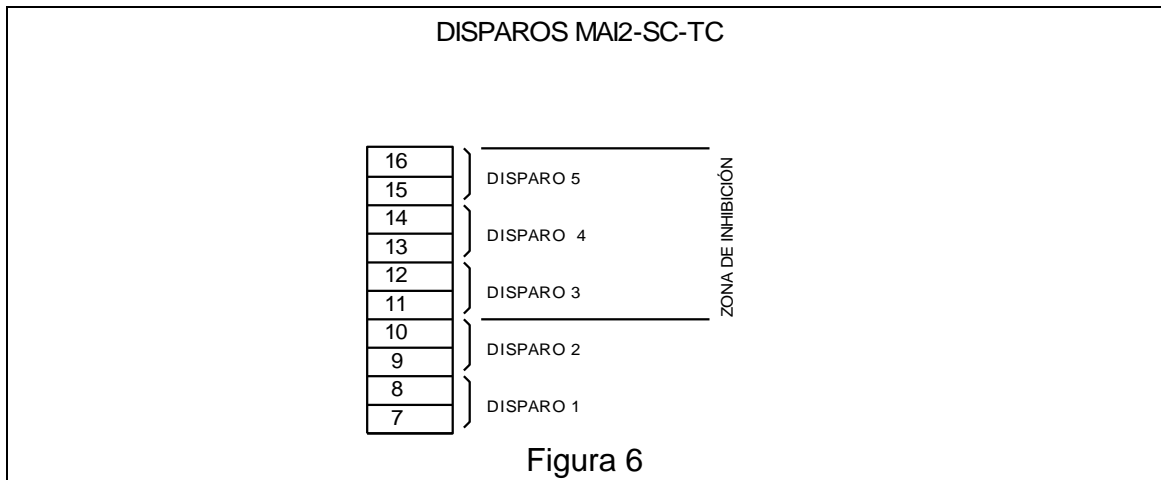 DISPAROS MAI2-SC-TC
16
15
DISPARO 5
14
13
DISPARO 4
12
11
DISPARO 3
10
9
DISPARO 2
8
7
DISPARO 1
ZONA DE INHIBICIÓN
Figura 6